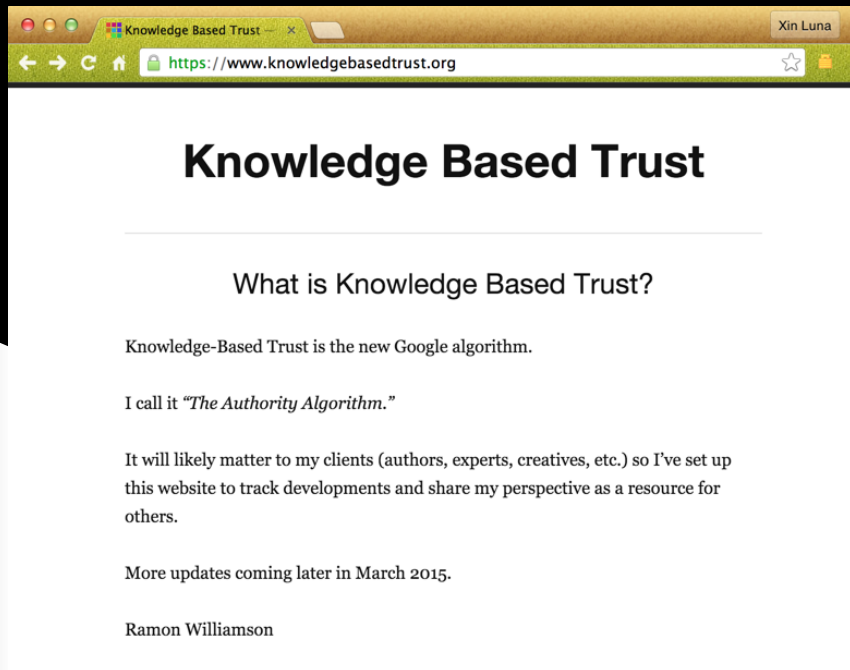 Knowledge Based Trust —
Xin Luna
https://www.knowledgebasedtrust.org
Knowledge Based Trust
What is Knowledge Based Trust?
Knowledge-Based Trust is the new Google algorithm.
I call it “The Authority Algorithm.”
It will likely matter to my clients (authors, experts, creatives, etc.) so I’ve set up
this website to track developments and share my perspective as a resource for
others.
More updates coming later in March 2015.
Ramon Williamson